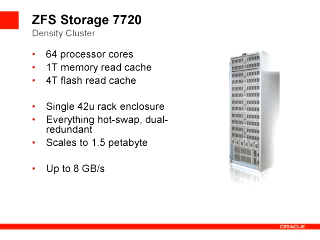 ZFS Storage 7720
Density Cluster
• 64 processor cores
• 1T memory read cache
• 4T flash read cache
• Single 42u rack enclosure
• Everything hot-swap, dual-
redundant
• Scales to 1.5 petabyte
• Up to 8 GB/s
ORACLE